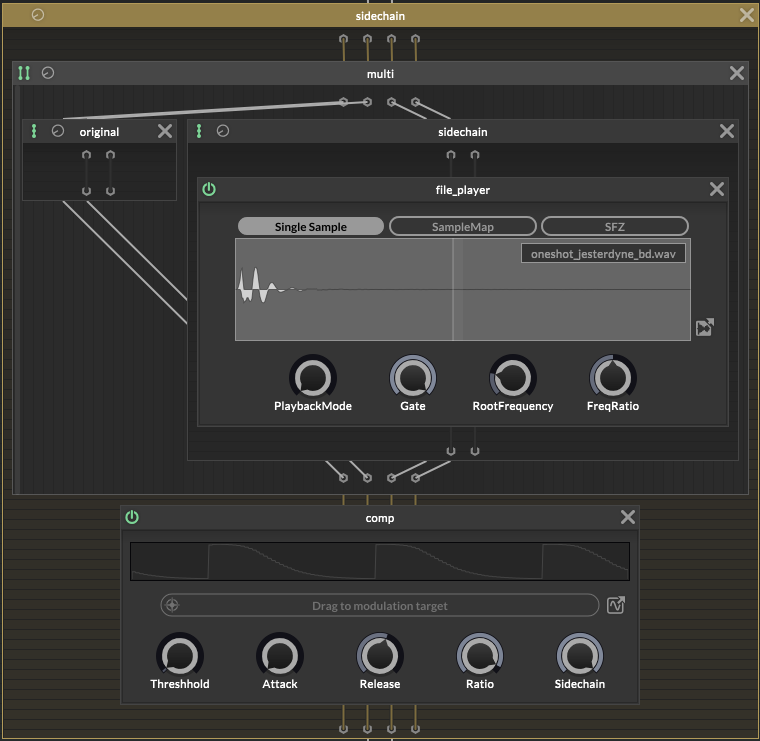 sidechain
multi
original
sidechain
file_player
Single Sample
SampleMap
SFZ
oneshot_jesterdyne_bd.wav
PlaybackMode
Gate
RootFrequency
FreqRatio
comp
Drag to modulation target
Threshhold
Attack
Release
Ratio
Sidechain